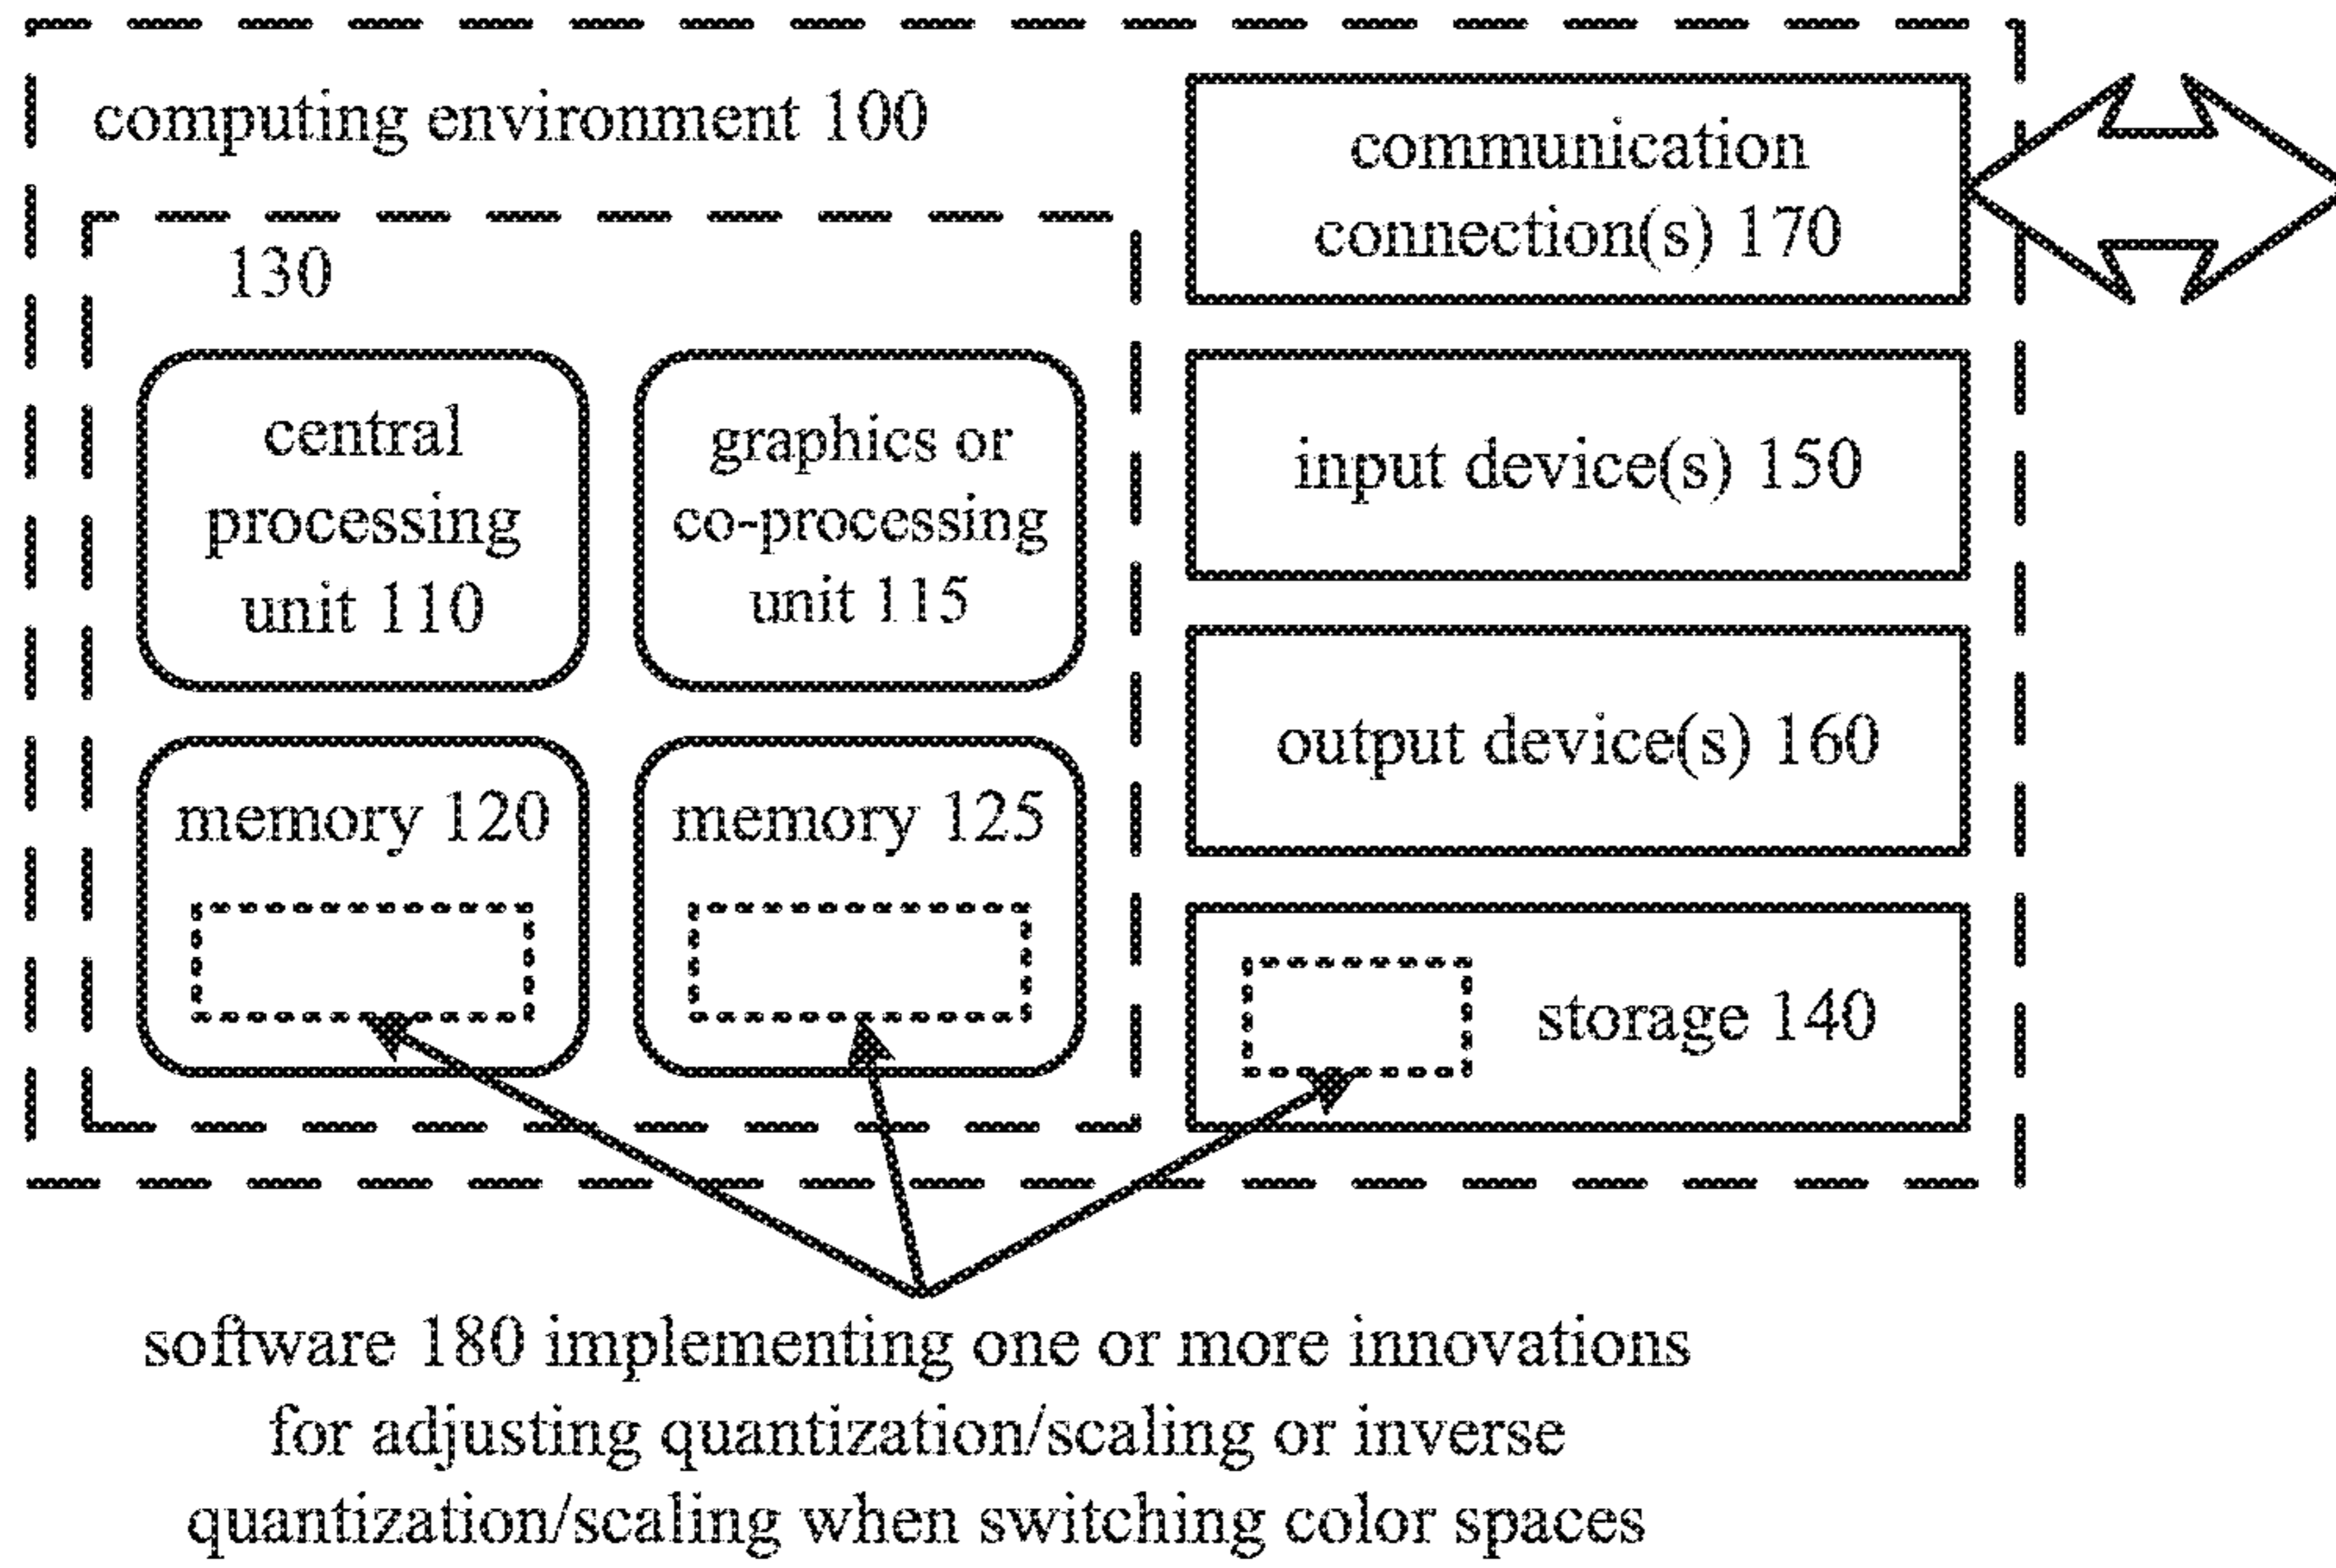 computing environment 100
130
central
processing
unit 110
graphics or
co-processing
unit 115
memory 120
memory 125
communication
connection(s) 170
input device(s) 150
output device(s) 160
storage 140
software 180 implementing one or more innovations
for adjusting quantization/scaling or inverse
quantization/scaling when switching color spaces